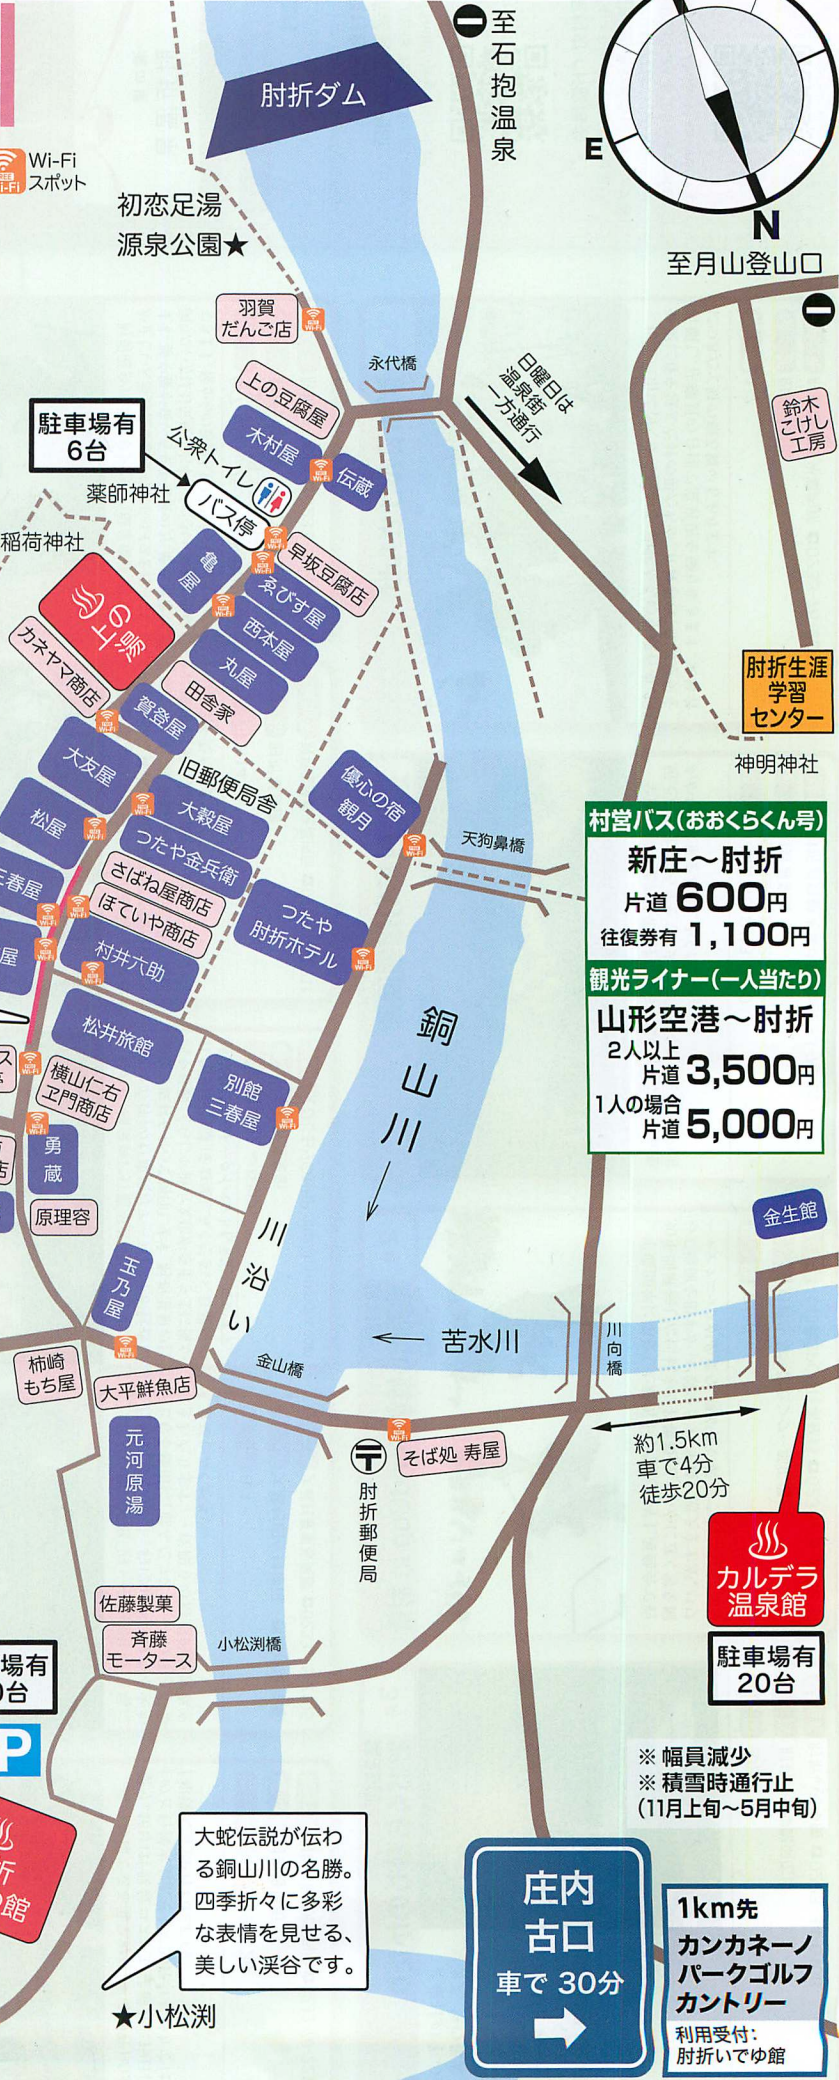 肘折ダム
至石抱温泉
E
N
至月山登山口
Wi-Fi
スポット
初恋足湯
源泉公園★
羽賀
だんご店
永代橋
日曜日は
温泉街
一方通行
鈴木
こけし
工房
上の豆腐屋
駐車場有
6台
公衆トイレ
木村屋
伝蔵
薬師神社
バス停
稲荷神社
早坂豆腐店
亀屋
ゑびす屋
上の湯
西本屋
カネヤマ商店
丸屋
田舎家
賀登屋
肘折生涯
学習
センター
神明神社
大友屋
旧郵便局舎
優心の宿
観月
大穀屋
松屋
つたや金兵衛
天狗鼻橋
三春屋
さばね屋商店
ほていや商店
つたや
肘折ホテル
屋
村井六助
村営バス(おおくらくん号)
新庄〜肘折
片道 600円
往復券有 1,100円
観光ライナー(一人当たり)
山形空港〜肘折
2人以上
片道 3,500円
1人の場合
片道 5,000円
銅山川
松井旅館
横山仁右
ヱ門商店
別館
三春屋
勇蔵
原理容
金生館
川沿い
玉乃屋
苦水川
川向橋
金山橋
柿崎
もち屋
大平鮮魚店
元河原湯
そば処 寿屋
肘折郵便局
約1.5km
車で4分
徒歩20分
カルデラ
温泉館
駐車場有
20台
佐藤製菓
斉藤
モータース
小松渕橋
場有
台
P
折
館
※ 幅員減少
※ 積雪時通行止
(11月上旬〜5月中旬)
大蛇伝説が伝わ
る銅山川の名勝。
四季折々に多彩
な表情を見せる、
美しい渓谷です。
★小松渕
庄内
古口
車で 30分
1km先
カンカネーノ
パークゴルフ
カントリー
利用受付:
肘折いでゆ館